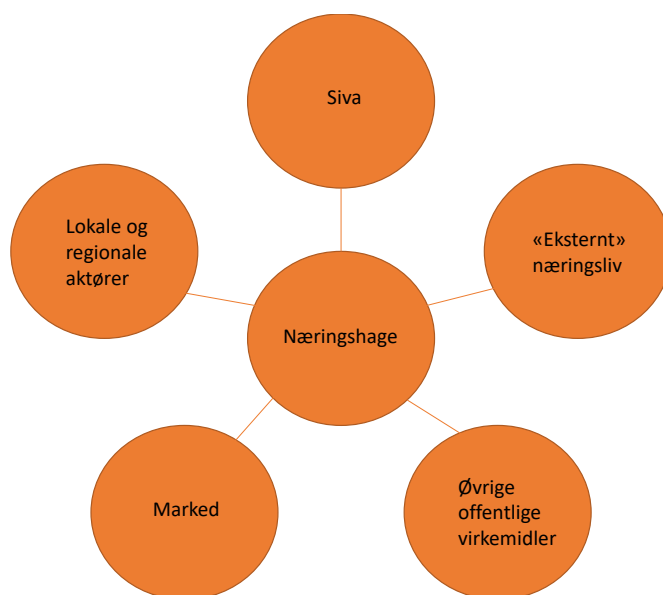 Siva
Lokale og
regionale
aktører
«Eksternt»
næringsliv
Næringshage
Marked
Øvrige
offentlige
virkemidler